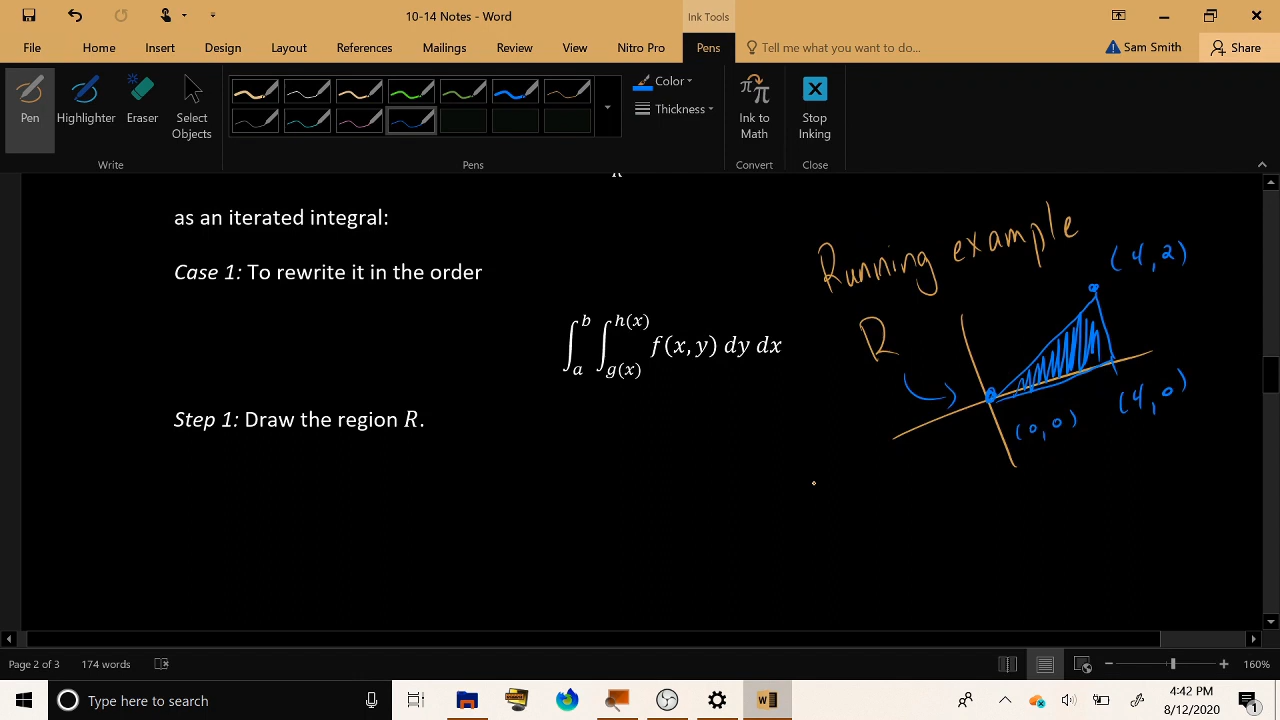 10-14 Notes - Word
Ink Tools
File Home Insert Design Layout References Mailings Review View Nitro Pro Pens Tell me what you want to do... Sam Smith Share
Pen Highlighter Eraser Select Objects
Color
Thickness
Ink to Math
Stop Inking
Write Pens Convert Close
R
as an iterated integral:
Case 1: To rewrite it in the order
∫_a^b ∫_{g(x)}^{h(x)} f(x, y) dy dx
Step 1: Draw the region R.
Running example
(4,2)
R
(4,0)
(0,0)
Page 2 of 3 174 words 160%
Type here to search
4:42 PM
8/12/2020
1